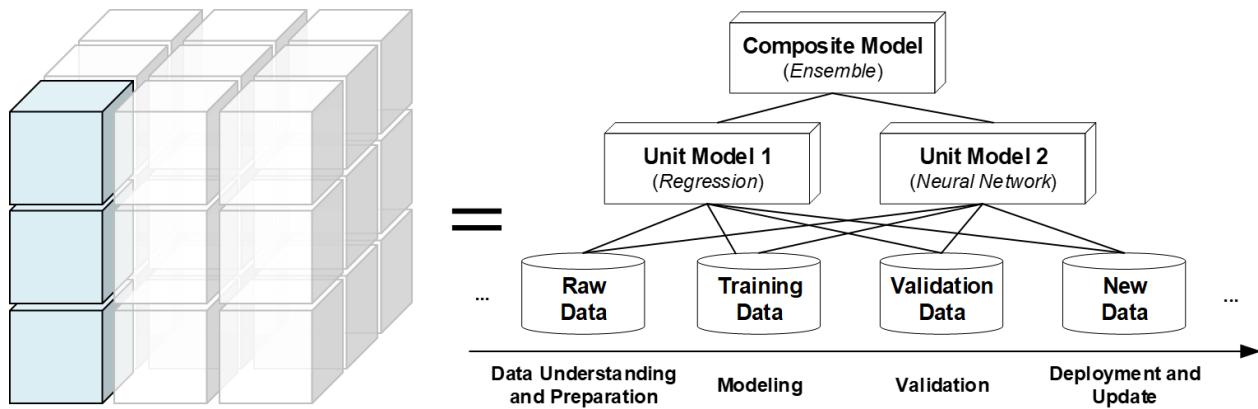 Composite Model
(Ensemble)
Unit Model 1
(Regression)
Unit Model 2
(Neural Network)
=
... Raw
Data
Training
Data
Validation
Data
New
Data
...
Data Understanding
and Preparation
Modeling
Validation
Deployment and
Update